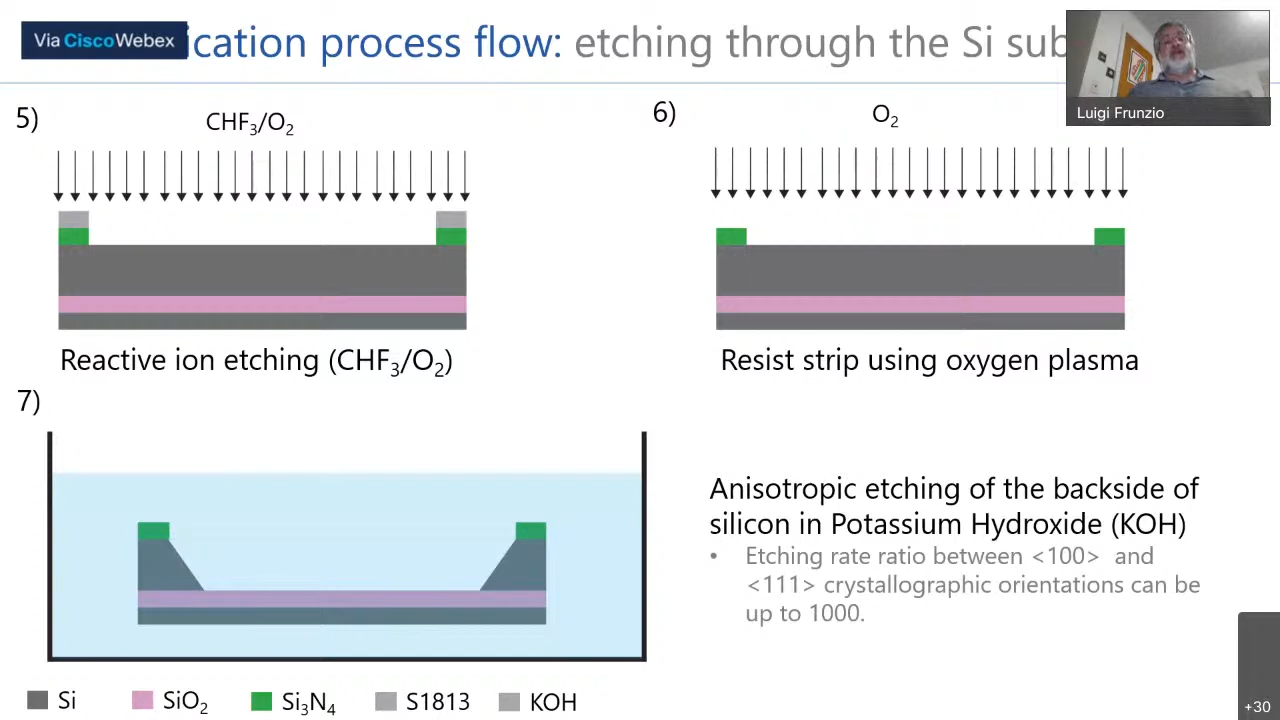 Via Cisco Webex
ication process flow: etching through the Si sub
Luigi Frunzio
5)
CHF₃/O₂
6)
O₂
Reactive ion etching (CHF₃/O₂)
Resist strip using oxygen plasma
7)
Anisotropic etching of the backside of
silicon in Potassium Hydroxide (KOH)
• Etching rate ratio between <100> and
<111> crystallographic orientations can be
up to 1000.
Si SiO₂ Si₃N₄ S1813 KOH
+30